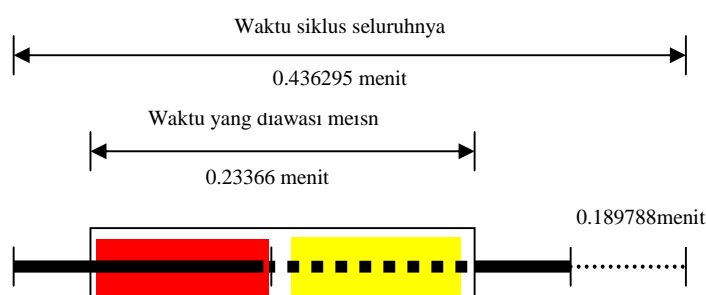 Waktu siklus seluruhnya
0.436295 menit
Waktu yang diawasi meisn
0.23366 menit
0.189788menit